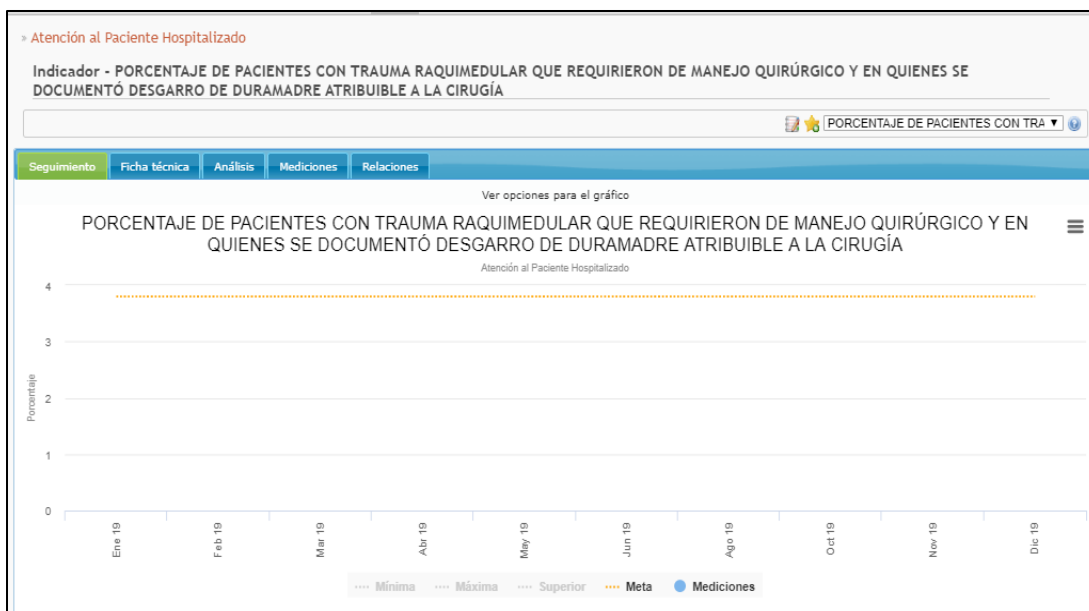 » Atención al Paciente Hospitalizado
Indicador - PORCENTAJE DE PACIENTES CON TRAUMA RAQUIMEDULAR QUE REQUIRIERON DE MANEJO QUIRÚRGICO Y EN QUIENES SE
DOCUMENTÓ DESGARRO DE DURAMADRE ATRIBUIBLE A LA CIRUGÍA
PORCENTAJE DE PACIENTES CON TRA
Seguimiento Ficha técnica Análisis Mediciones Relaciones
Ver opciones para el gráfico
PORCENTAJE DE PACIENTES CON TRAUMA RAQUIMEDULAR QUE REQUIRIERON DE MANEJO QUIRÚRGICO Y EN
QUIENES SE DOCUMENTÓ DESGARRO DE DURAMADRE ATRIBUIBLE A LA CIRUGÍA
Atención al Paciente Hospitalizado
Porcentaje
4
3
2
1
0
Ene 19
Feb 19
Mar 19
Abr 19
May 19
Jun 19
Ago 19
Oct 19
Nov 19
Dic 19
Mínima Máxima Superior Meta Mediciones